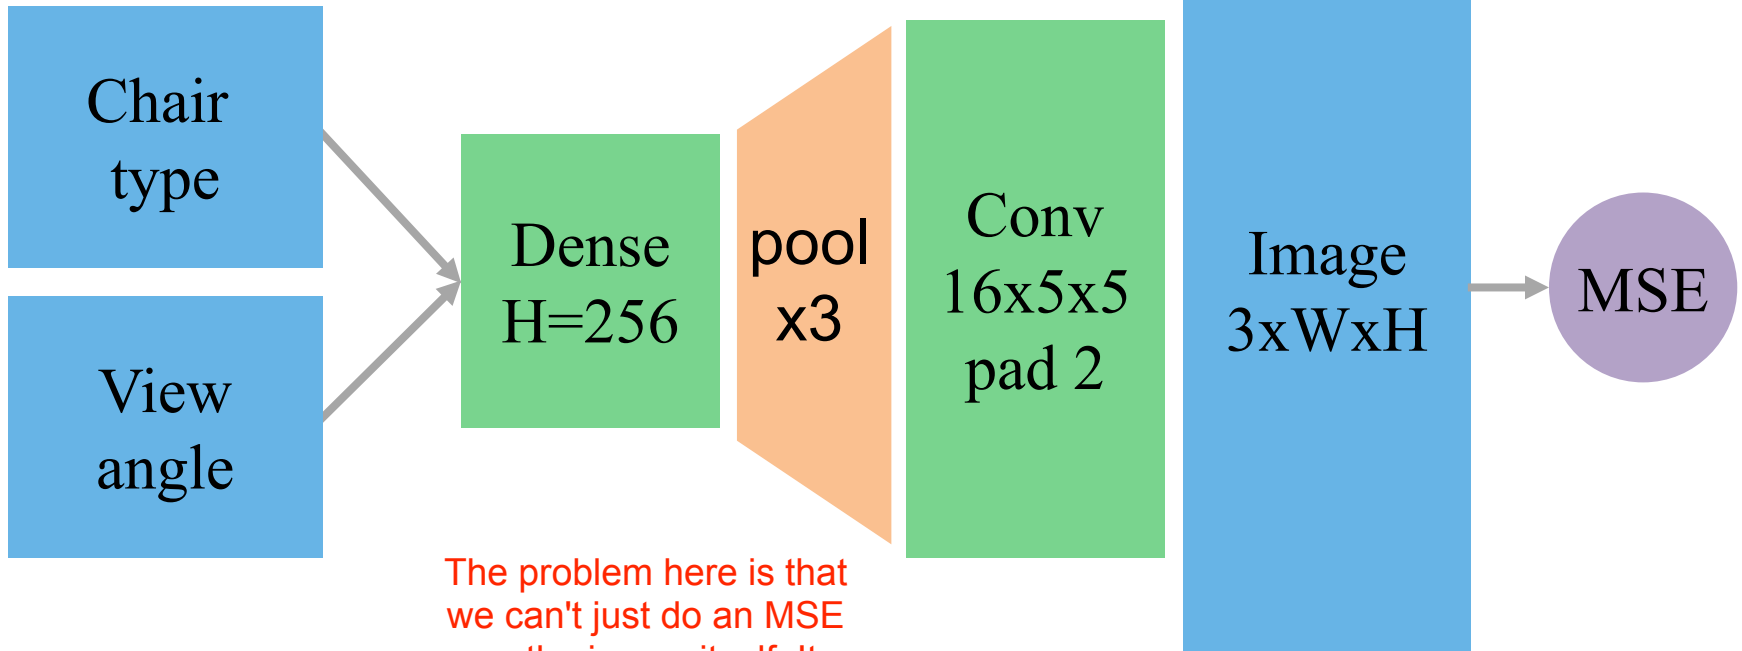 Chair
type
View
angle
Dense
H=256
pool
x3
Conv
16x5x5
pad 2
Image
3xWxH
MSE
The problem here is that
we can't just do an MSE